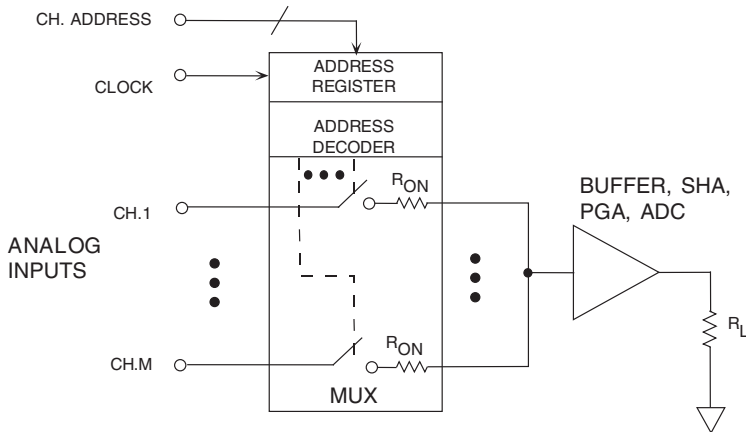 CH. ADDRESS
CLOCK
ADDRESS
REGISTER
ADDRESS
DECODER
CH.1
RON
BUFFER, SHA,
PGA, ADC
ANALOG
INPUTS
RL
CH.M
RON
MUX